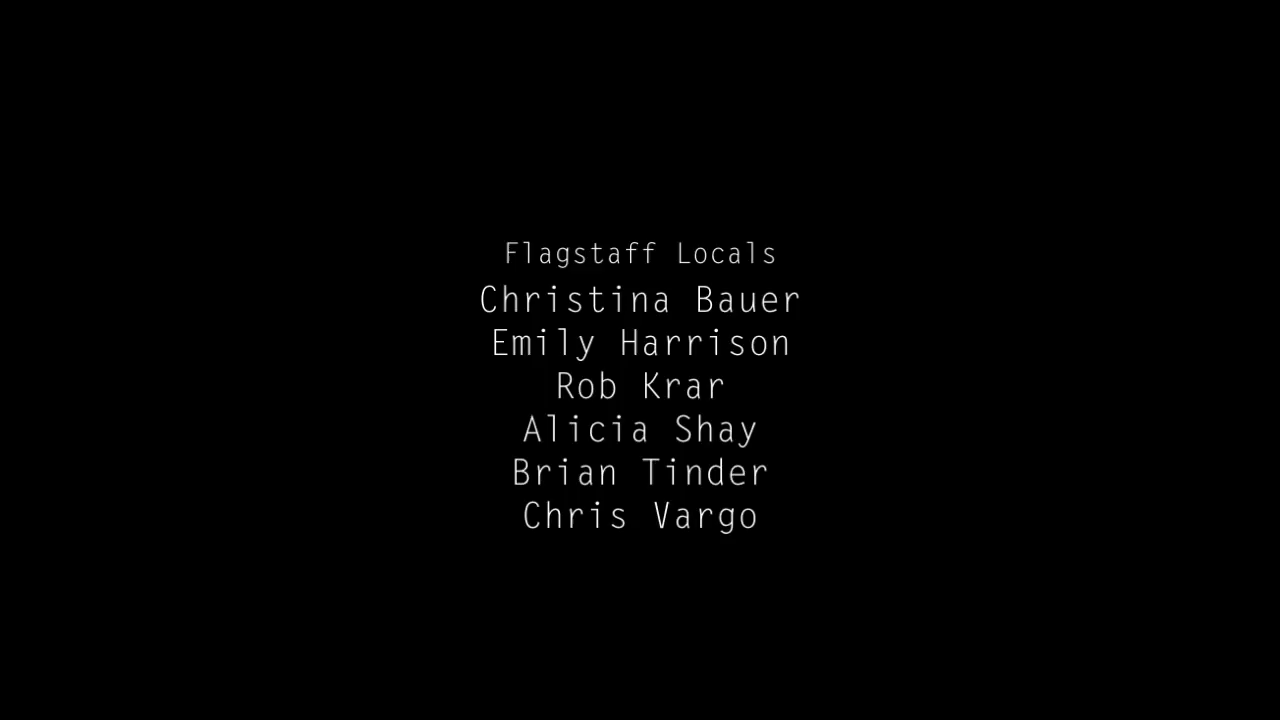 Flagstaff Locals
Christina Bauer
Emily Harrison
Rob Krar
Alicia Shay
Brian Tinder
Chris Vargo